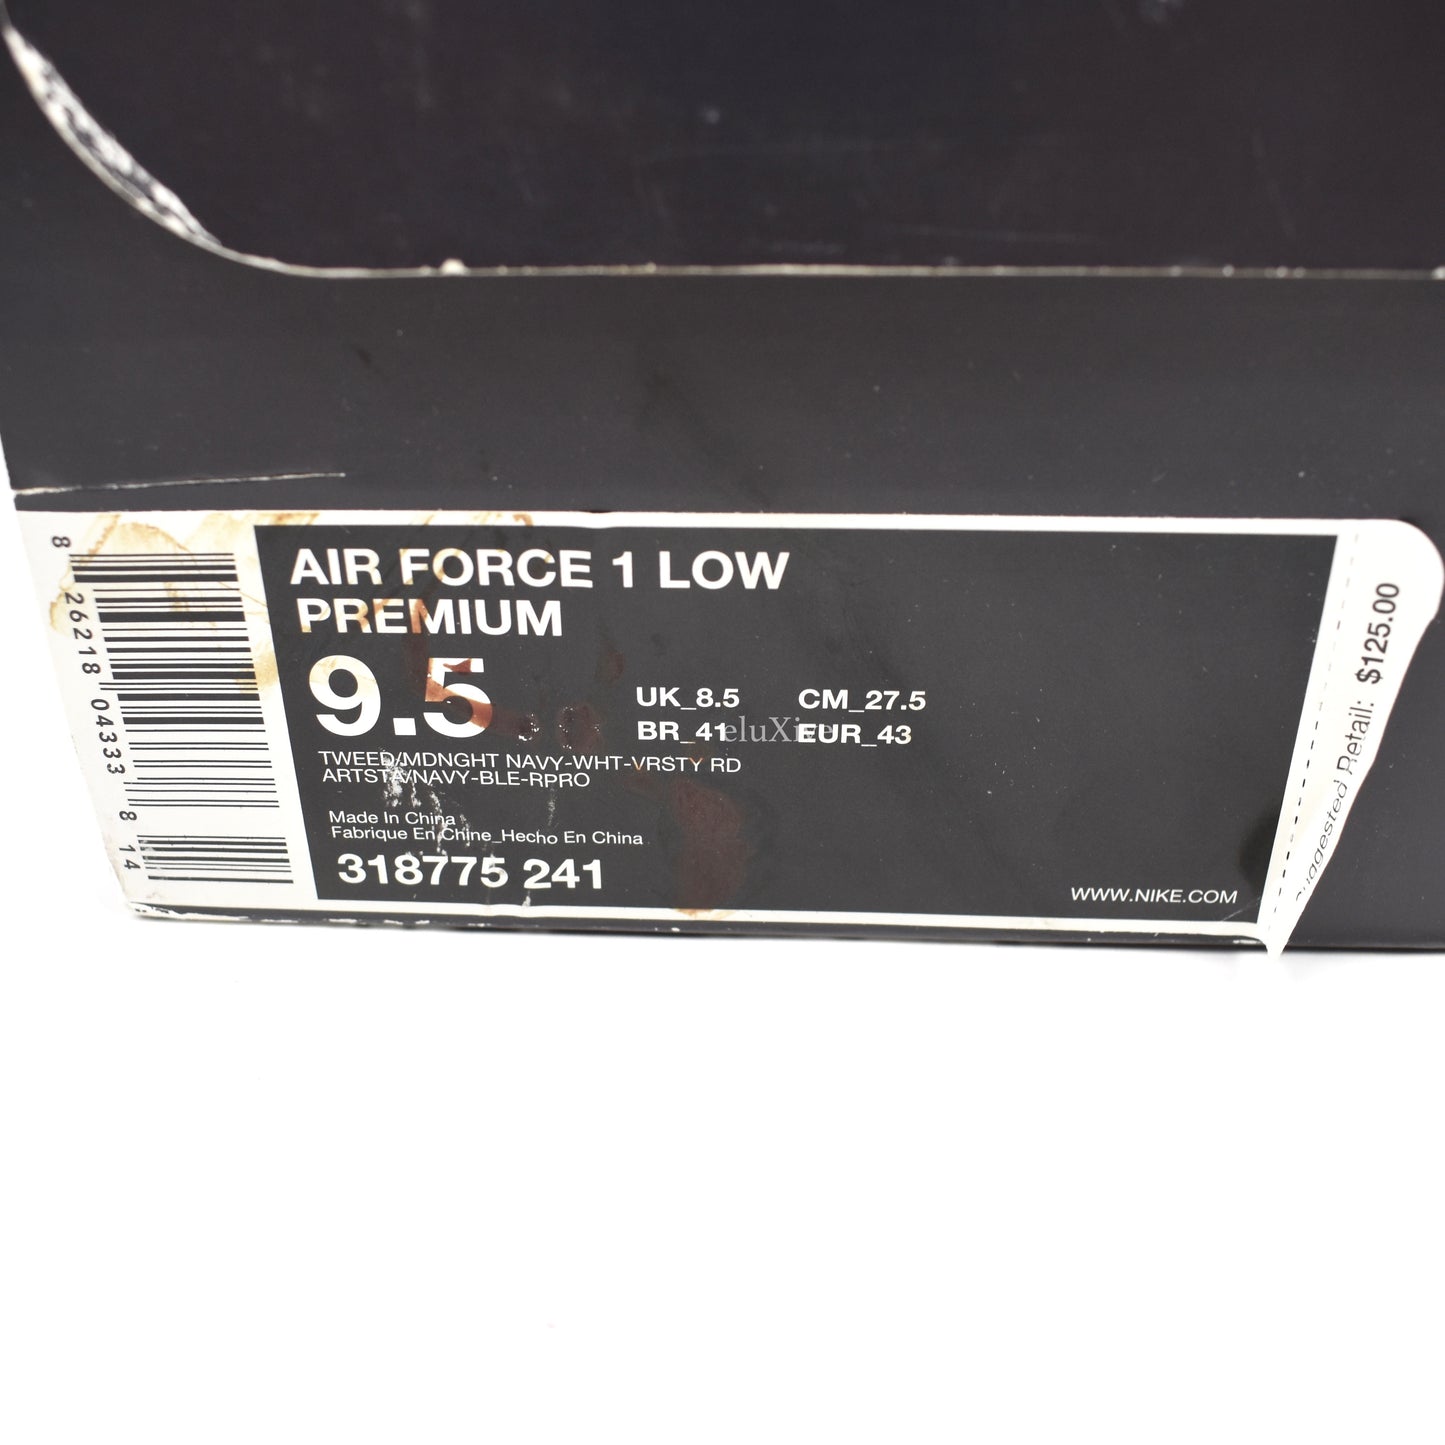 AIR FORCE 1 LOW
PREMIUM
9.5
UK_8.5 CM_27.5
BR_41 EUR_43
TWEED/MDNGHT NAVY-WHT-VRSTY RD
ARTSTA/NAVY-BLE-RPRO
Made In China
Fabrique En Chine_Hecho En China
318775 241
WWW.NIKE.COM
8 26218 04333 8 14
Suggested Retail: $125.00